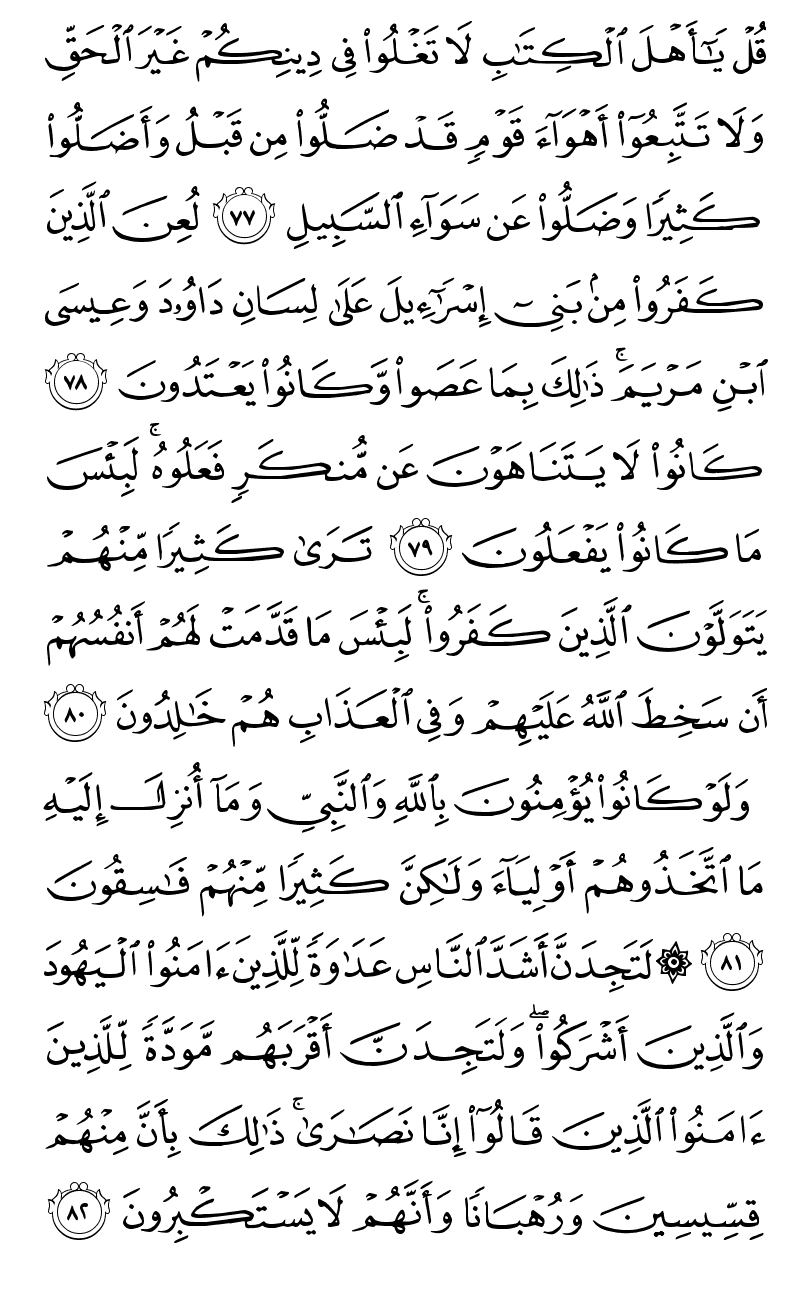 قُلۡ يَٰٓأَهۡلَ ٱلۡكِتَٰبِ لَا تَغۡلُواْ فِي دِينِكُمۡ غَيۡرَ ٱلۡحَقِّ
وَلَا تَتَّبِعُوٓاْ أَهۡوَآءَ قَوۡمٖ قَدۡ ضَلُّواْ مِن قَبۡلُ وَأَضَلُّواْ
كَثِيرٗا وَضَلُّواْ عَن سَوَآءِ ٱلسَّبِيلِ ٧٧ لُعِنَ ٱلَّذِينَ
كَفَرُواْ مِنۢ بَنِيٓ إِسۡرَٰٓءِيلَ عَلَىٰ لِسَانِ دَاوُۥدَ وَعِيسَى
ٱبۡنِ مَرۡيَمَۚ ذَٰلِكَ بِمَا عَصَواْ وَّكَانُواْ يَعۡتَدُونَ ٧٨
كَانُواْ لَا يَتَنَاهَوۡنَ عَن مُّنكَرٖ فَعَلُوهُۚ لَبِئۡسَ
مَا كَانُواْ يَفۡعَلُونَ ٧٩ تَرَىٰ كَثِيرٗا مِّنۡهُمۡ
يَتَوَلَّوۡنَ ٱلَّذِينَ كَفَرُواْۚ لَبِئۡسَ مَا قَدَّمَتۡ لَهُمۡ أَنفُسُهُمۡ
أَن سَخِطَ ٱللَّهُ عَلَيۡهِمۡ وَفِي ٱلۡعَذَابِ هُمۡ خَٰلِدُونَ ٨٠
وَلَوۡ كَانُواْ يُؤۡمِنُونَ بِٱللَّهِ وَٱلنَّبِيِّ وَمَآ أُنزِلَ إِلَيۡهِ
مَا ٱتَّخَذُوهُمۡ أَوۡلِيَآءَ وَلَٰكِنَّ كَثِيرٗا مِّنۡهُمۡ فَٰسِقُونَ
٨١ ۞ لَتَجِدَنَّ أَشَدَّ ٱلنَّاسِ عَدَٰوَةٗ لِّلَّذِينَ ءَامَنُواْ ٱلۡيَهُودَ
وَٱلَّذِينَ أَشۡرَكُواْۖ وَلَتَجِدَنَّ أَقۡرَبَهُم مَّوَدَّةٗ لِّلَّذِينَ
ءَامَنُواْ ٱلَّذِينَ قَالُوٓاْ إِنَّا نَصَٰرَىٰۚ ذَٰلِكَ بِأَنَّ مِنۡهُمۡ
قِسِّيسِينَ وَرُهۡبَانٗا وَأَنَّهُمۡ لَا يَسۡتَكۡبِرُونَ ٨٢